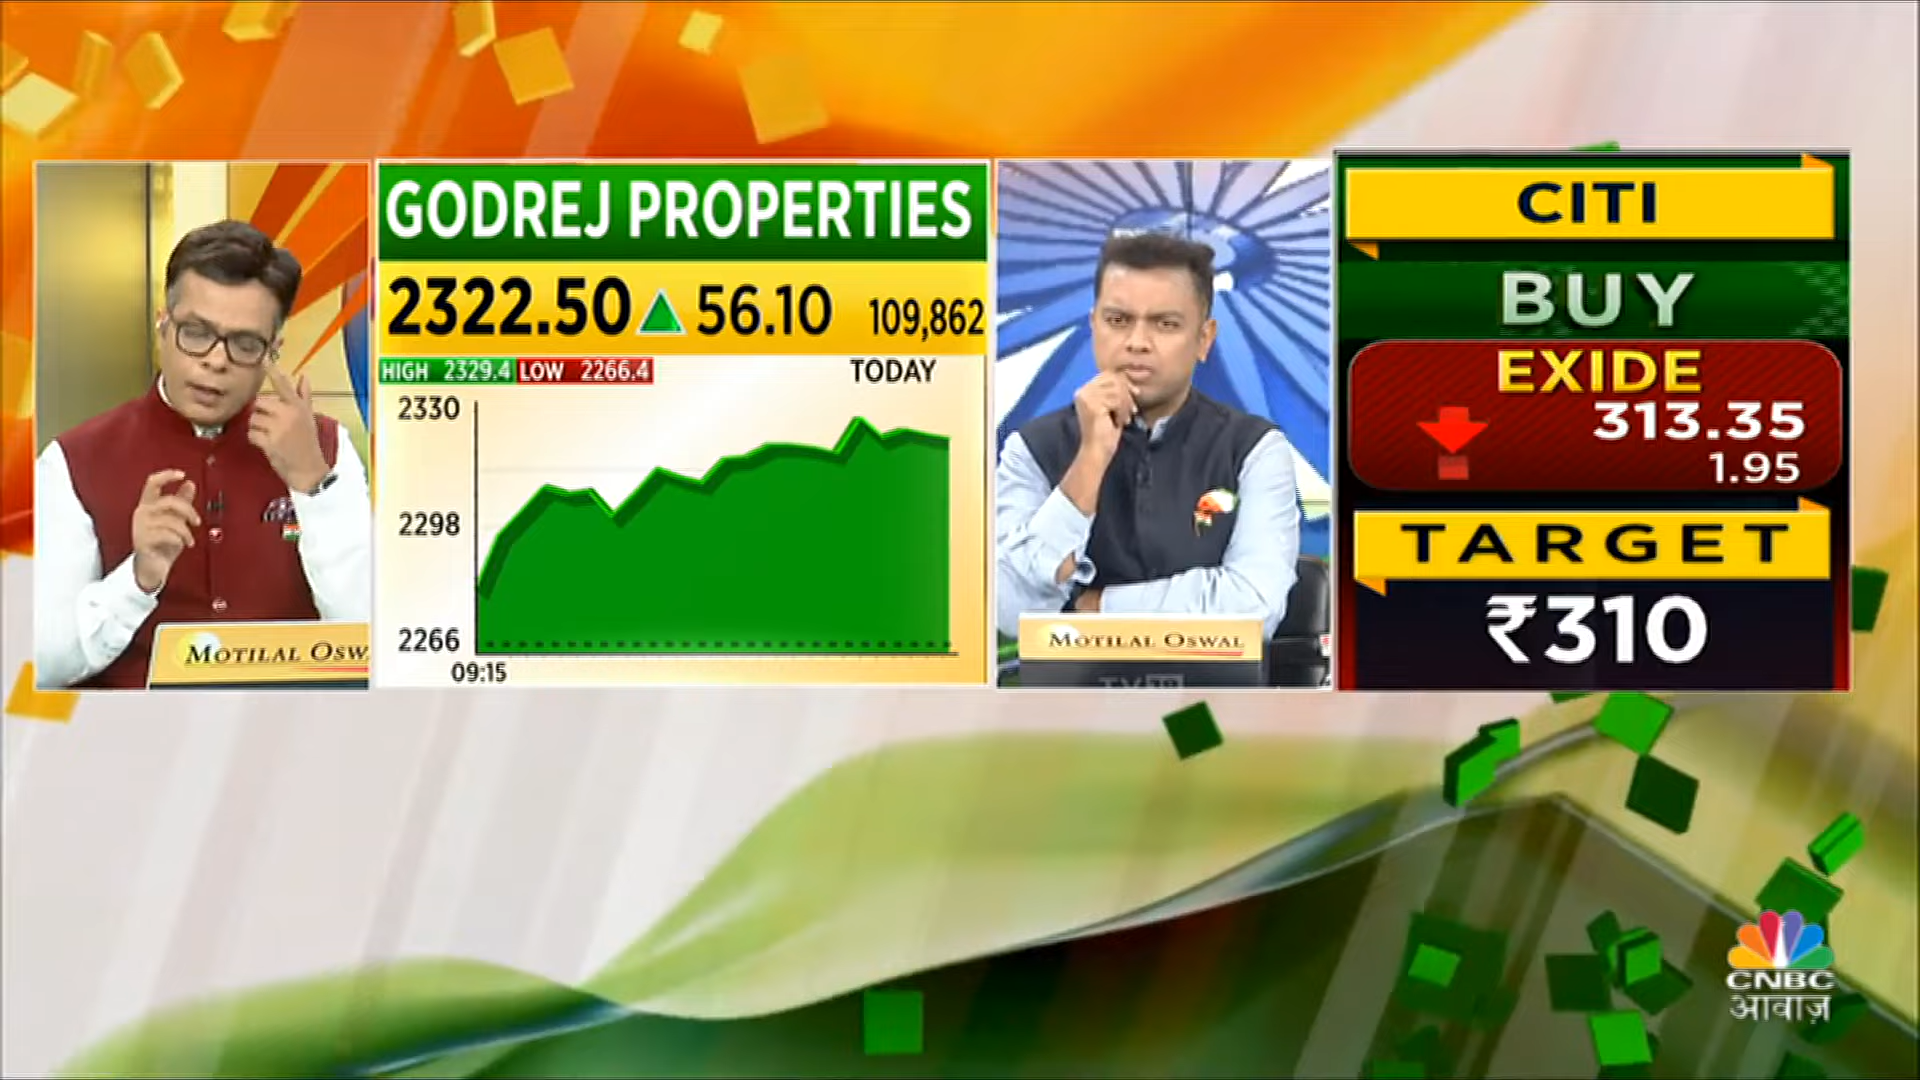 GODREJ PROPERTIES
2322.50 ▲ 56.10 109,862
HIGH 2329.4 LOW 2266.4 TODAY
2330
2298
2266
09:15
MOTILAL OSW
MOTILAL OSWAL
CITI
BUY
EXIDE
313.35
1.95
TARGET
₹310
CNBC
आवाज़